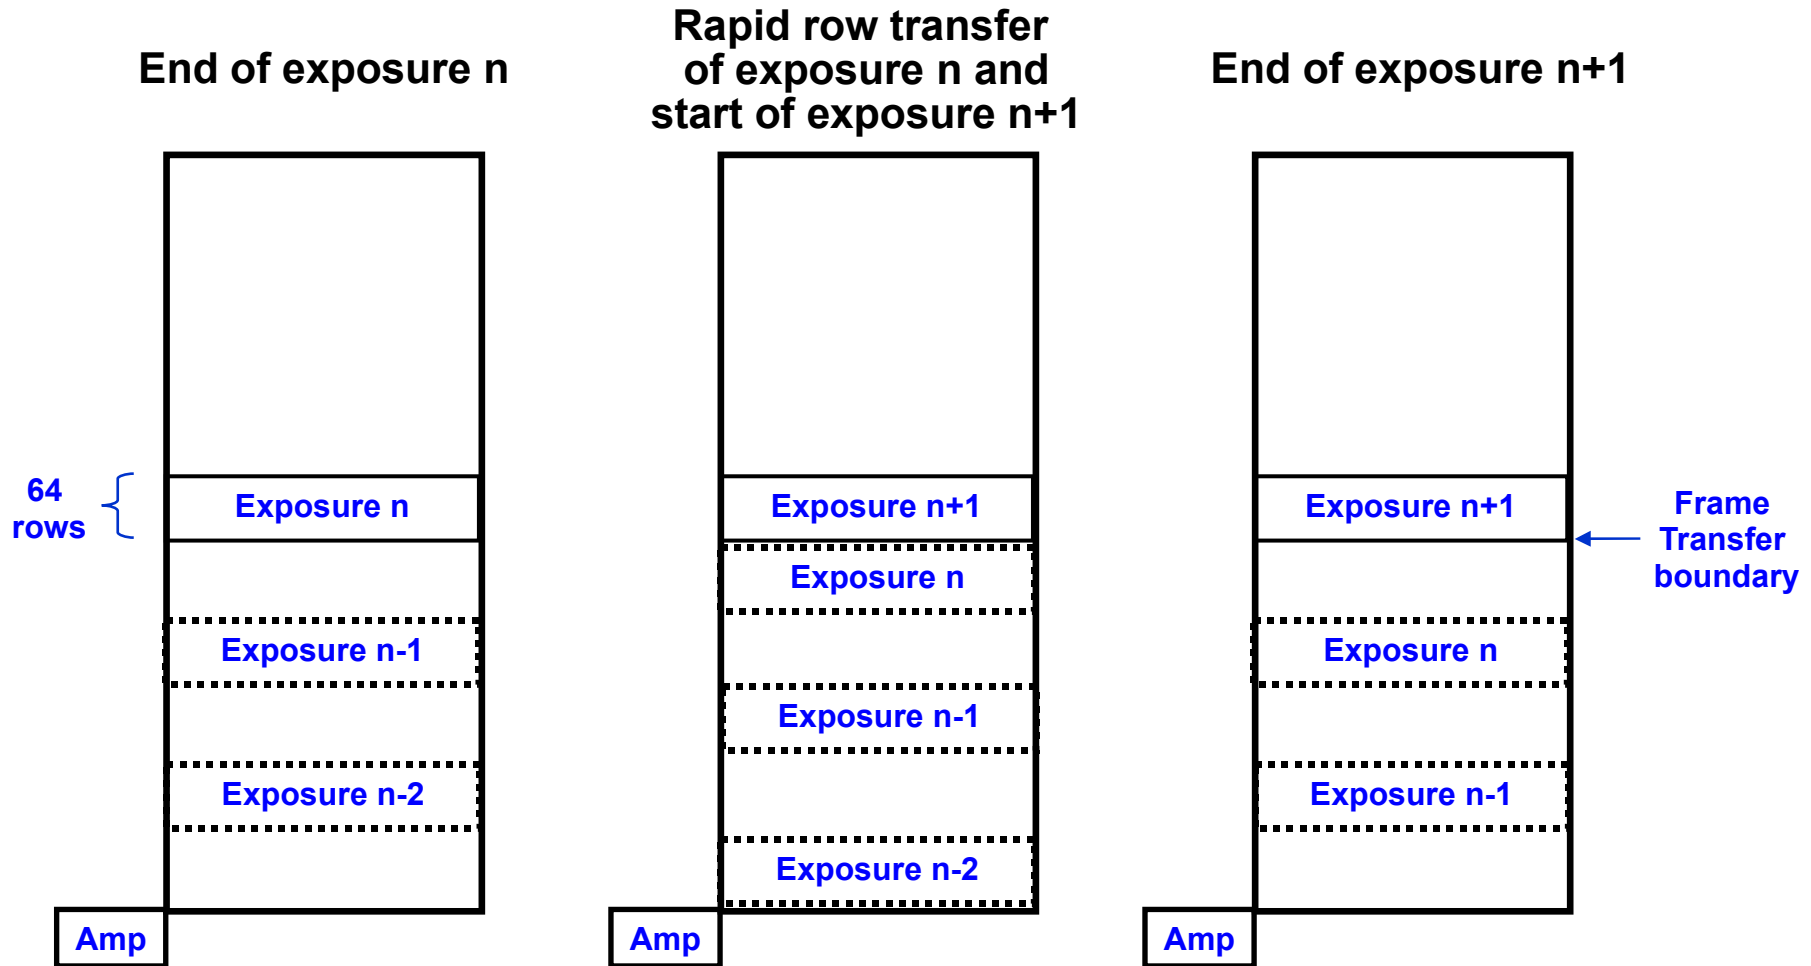 End of exposure n
Rapid row transfer
of exposure n and
start of exposure n+1
End of exposure n+1
64
rows
Exposure n
Exposure n-1
Exposure n-2
Amp
Exposure n+1
Exposure n
Exposure n-1
Exposure n-2
Amp
Exposure n+1
Exposure n
Exposure n-1
Amp
Frame
Transfer
boundary